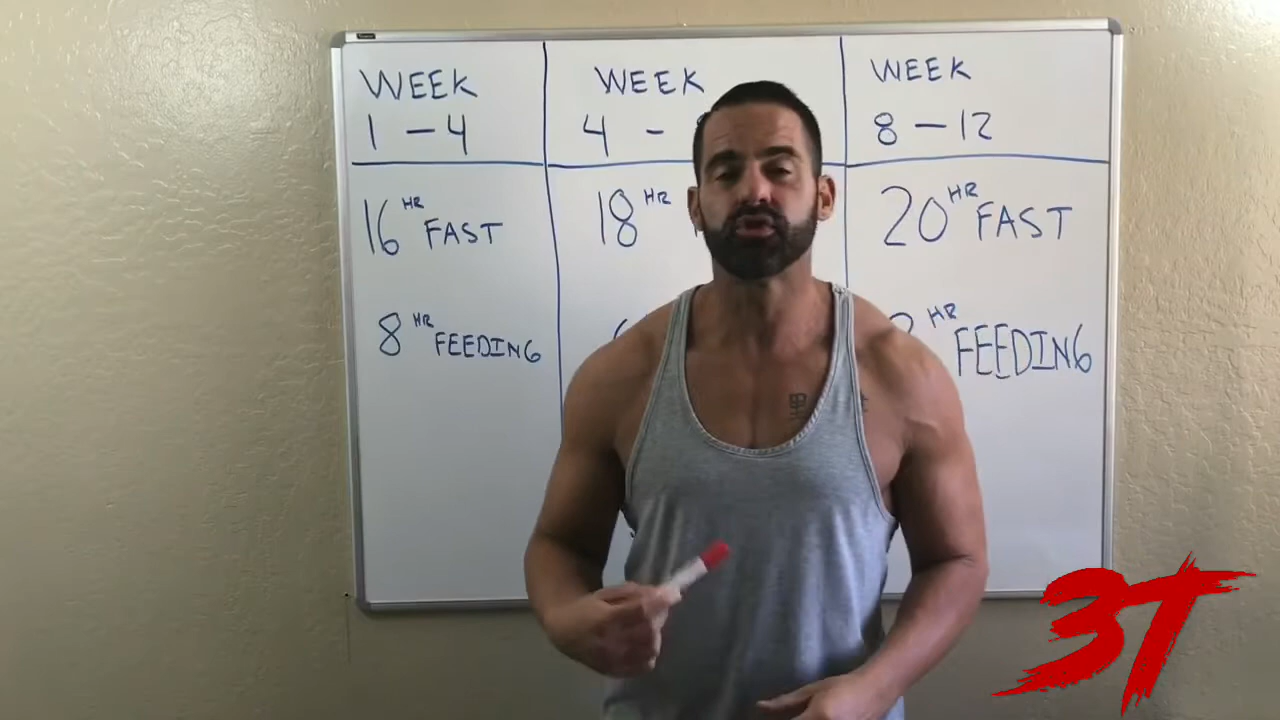 WEEK
1 - 4
16 HR FAST
8 HR FEEDING
WEEK
4 -
18 HR
WEEK
8 - 12
20 HR FAST
HR FEEDING
3T